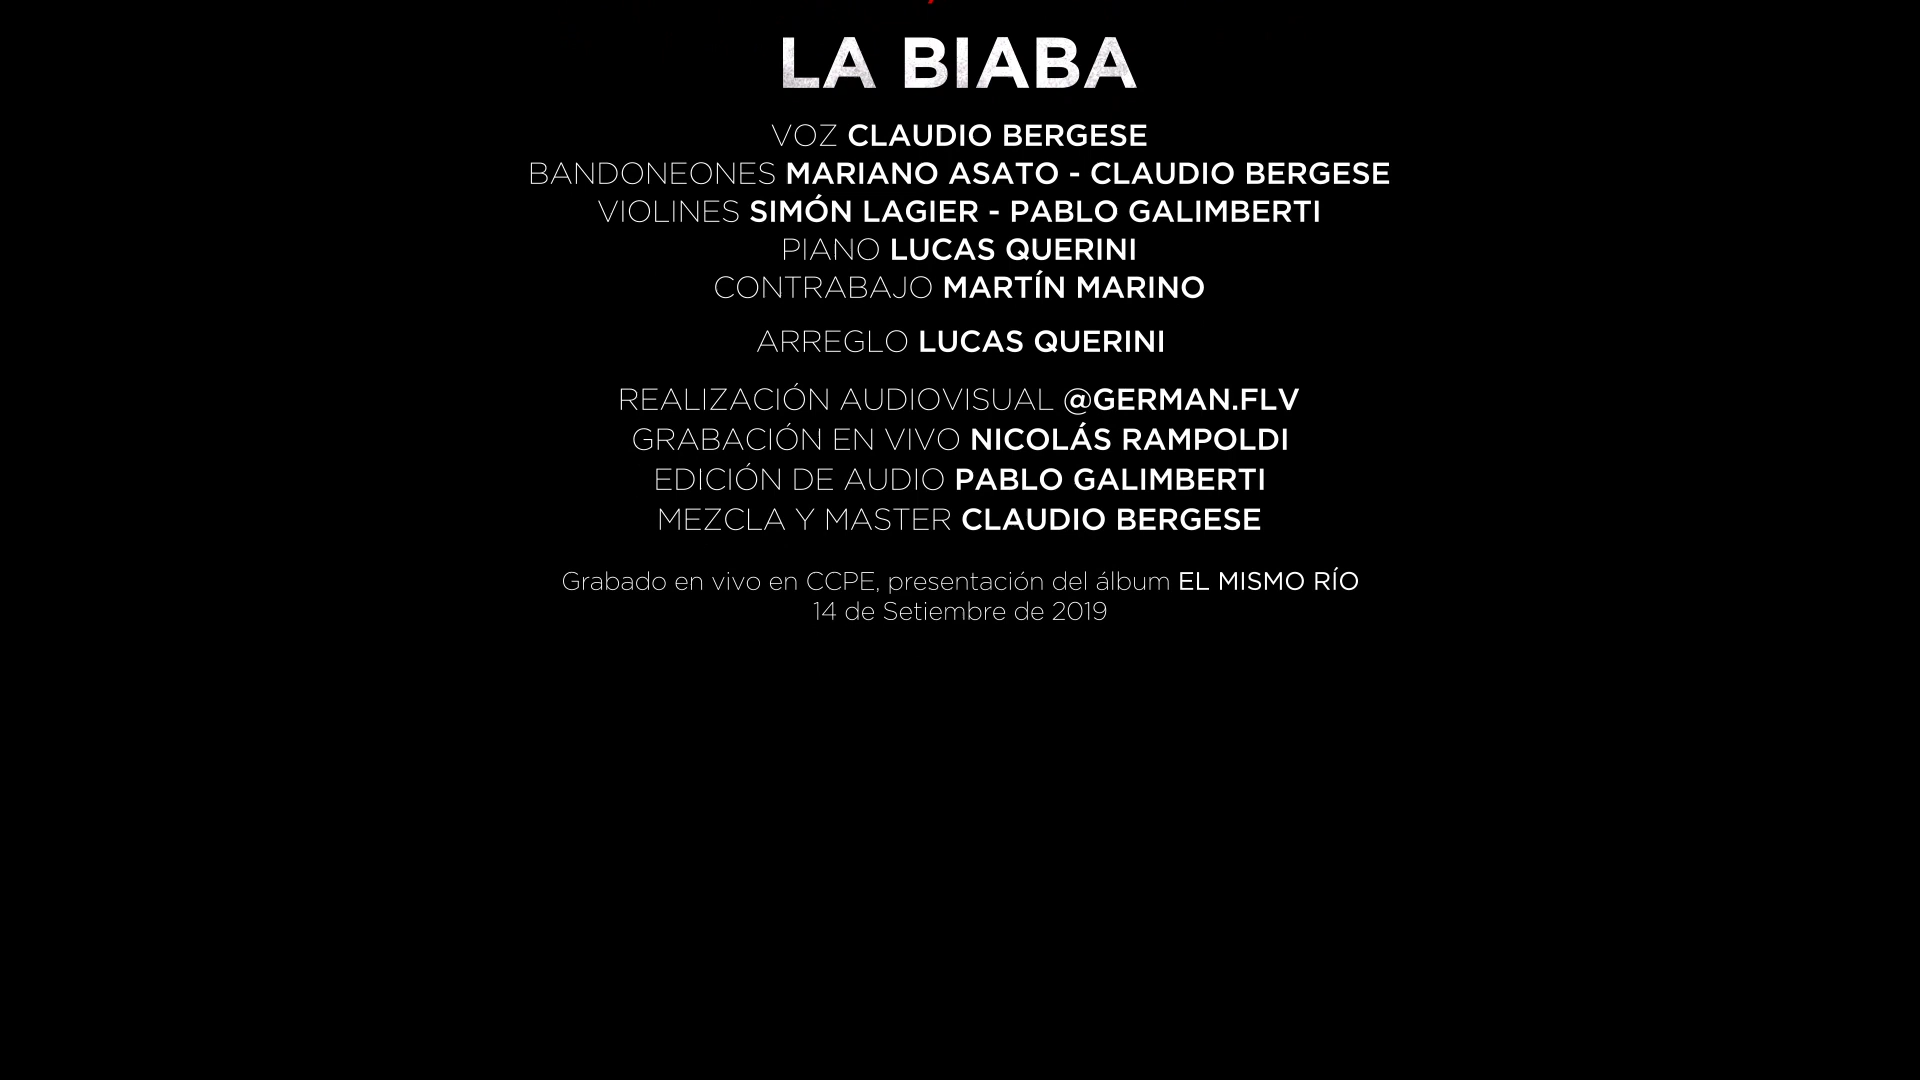 LA BIABA
VOZ CLAUDIO BERGESE
BANDONEONES MARIANO ASATO - CLAUDIO BERGESE
VIOLINES SIMÓN LAGIER - PABLO GALIMBERTI
PIANO LUCAS QUERINI
CONTRABAJO MARTÍN MARINO
ARREGLO LUCAS QUERINI
REALIZACIÓN AUDIOVISUAL @GERMAN.FLV
GRABACIÓN EN VIVO NICOLÁS RAMPOLDI
EDICIÓN DE AUDIO PABLO GALIMBERTI
MEZCLA Y MASTER CLAUDIO BERGESE
Grabado en vivo en CCPE, presentación del álbum EL MISMO RÍO
14 de Setiembre de 2019